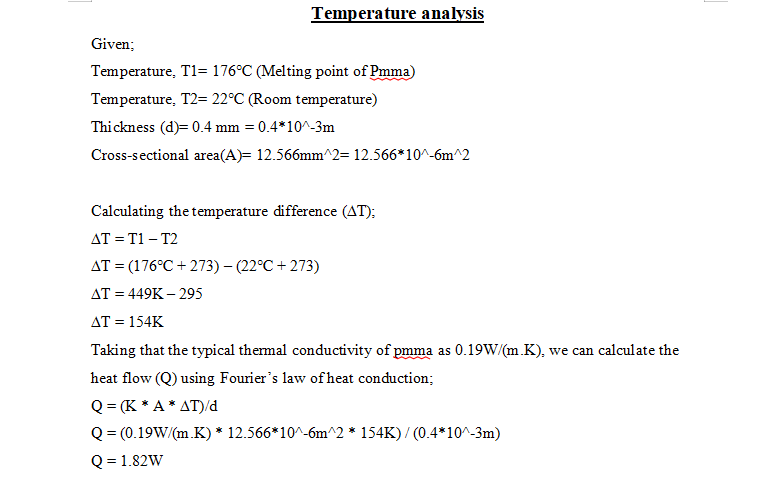 Temperature analysis
Given;
Temperature, T1= 176°C (Melting point of Pmma)
Temperature, T2= 22°C (Room temperature)
Thickness (d)= 0.4 mm = 0.4*10^-3m
Cross-sectional area(A)= 12.566mm^2= 12.566*10^-6m^2
Calculating the temperature difference (ΔT);
ΔT = T1 – T2
ΔT = (176°C + 273) – (22°C + 273)
ΔT = 449K – 295
ΔT = 154K
Taking that the typical thermal conductivity of pmma as 0.19W/(m.K), we can calculate the
heat flow (Q) using Fourier’s law of heat conduction;
Q = (K * A * ΔT)/d
Q = (0.19W/(m.K) * 12.566*10^-6m^2 * 154K) / (0.4*10^-3m)
Q = 1.82W